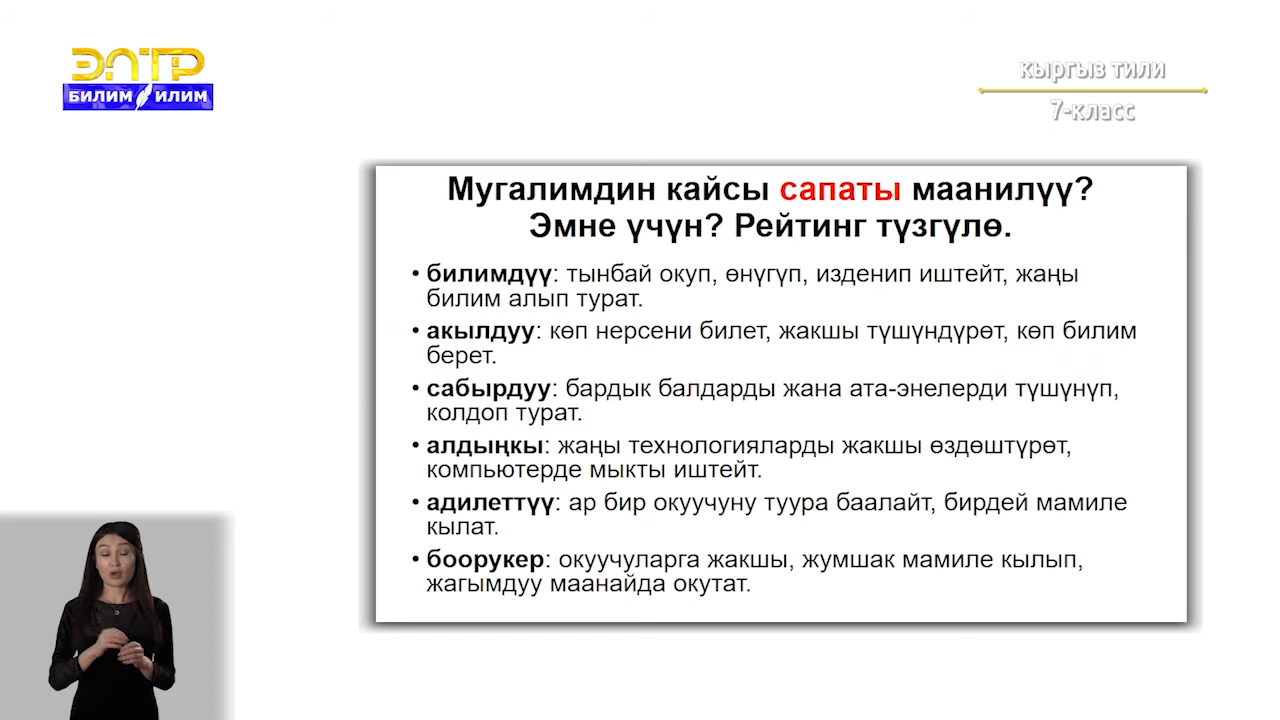 ЭЛТР
БИЛИМ ИЛИМ
кыргыз тили
7-класс
Мугалимдин кайсы сапаты маанилүү?
Эмне үчүн? Рейтинг түзгүлө.
• билимдүү: тынбай окуп, өнүгүп, изденип иштейт, жаңы
билим алып турат.
• акылдуу: көп нерсени билет, жакшы түшүндүрөт, көп билим
берет.
• сабырдуу: бардык балдарды жана ата-энелерди түшүнүп,
колдоп турат.
• алдыңкы: жаңы технологияларды жакшы өздөштүрөт,
компьютерде мыкты иштейт.
• адилеттүү: ар бир окуучуну туура баалайт, бирдей мамиле
кылат.
• боорукер: окуучуларга жакшы, жумшак мамиле кылып,
жагымдуу маанайда окутат.